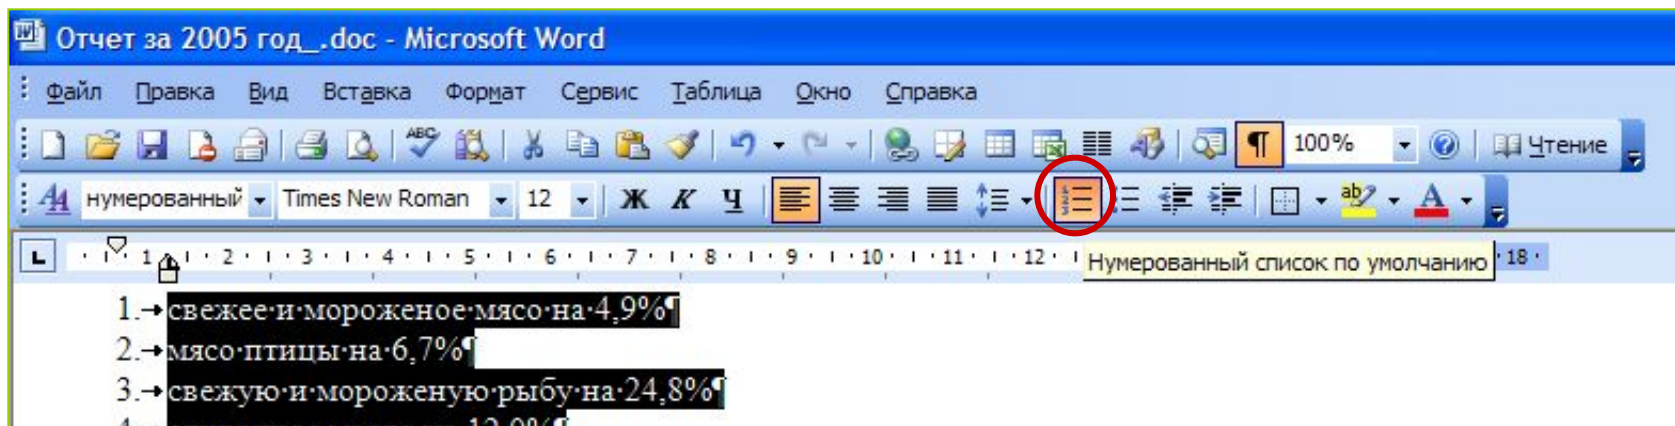 Отчет за 2005 год_.doc - Microsoft Word
Файл Правка Вид Вставка Формат Сервис Таблица Окно Справка
ABC ¶ 100% Чтение
нумерованный Times New Roman 12 Ж К Ч ab A
1 1 2 3 4 5 6 7 8 9 10 11 12 18
Нумерованный список по умолчанию
1.→свежее·и·мороженое·мясо·на·4,9%¶
2.→мясо·птицы·на·6,7%¶
3.→свежую·и·мороженую·рыбу·на·24,8%¶